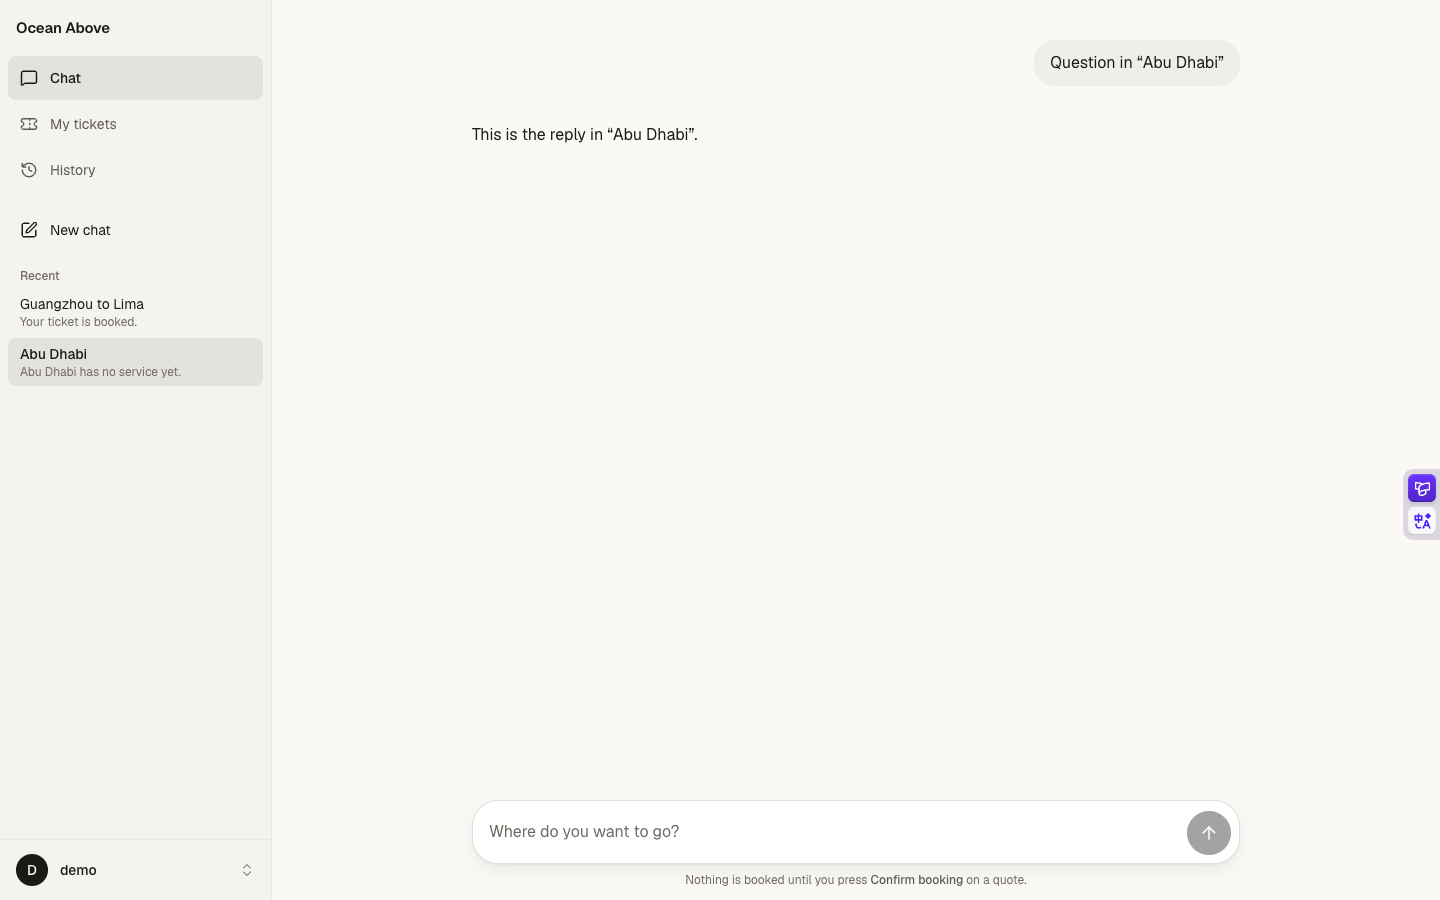 Ocean Above
Chat
My tickets
History
New chat
Recent
Guangzhou to Lima
Your ticket is booked.
Abu Dhabi
Abu Dhabi has no service yet.
D
demo
Question in “Abu Dhabi”
This is the reply in “Abu Dhabi”.
Where do you want to go?
Nothing is booked until you press Confirm booking on a quote.
中A